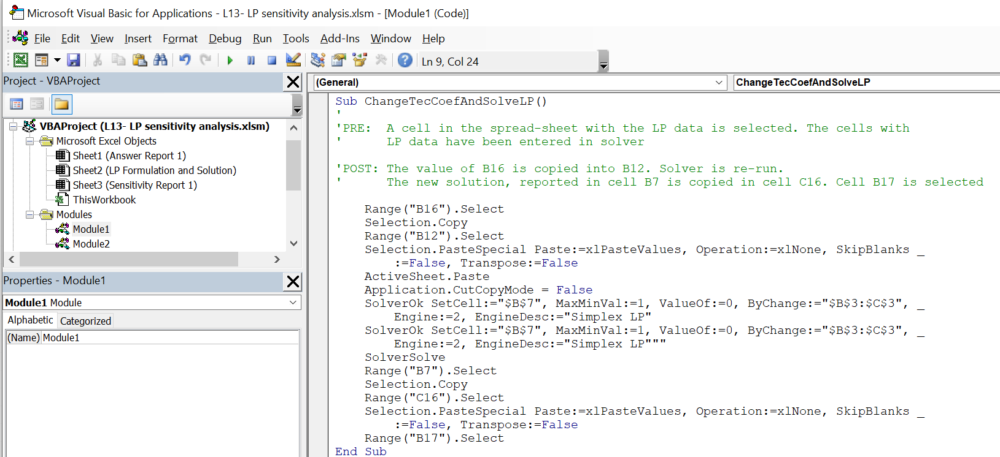 Microsoft Visual Basic for Applications - L13- LP sensitivity analysis.xlsm - [Module1 (Code)]
File Edit View Insert Format Debug Run Tools Add-Ins Window Help
Ln 9, Col 24
Project - VBAProject
VBAProject (L13- LP sensitivity analysis.xlsm)
Microsoft Excel Objects
Sheet1 (Answer Report 1)
Sheet2 (LP Formulation and Solution)
Sheet3 (Sensitivity Report 1)
ThisWorkbook
Modules
Module1
Module2
Properties - Module1
Module1 Module
Alphabetic Categorized
(Name) Module1
(General) ChangeTecCoefAndSolveLP
Sub ChangeTecCoefAndSolveLP()
'
'PRE:  A cell in the spread-sheet with the LP data is selected. The cells with
'      LP data have been entered in solver
'POST: The value of B16 is copied into B12. Solver is re-run.
'      The new solution, reported in cell B7 is copied in cell C16. Cell B17 is selected
Range("B16").Select
Selection.Copy
Range("B12").Select
Selection.PasteSpecial Paste:=xlPasteValues, Operation:=xlNone, SkipBlanks _
:=False, Transpose:=False
ActiveSheet.Paste
Application.CutCopyMode = False
SolverOk SetCell:="$B$7", MaxMinVal:=1, ValueOf:=0, ByChange:="$B$3:$C$3", _
Engine:=2, EngineDesc:="Simplex LP"
SolverOk SetCell:="$B$7", MaxMinVal:=1, ValueOf:=0, ByChange:="$B$3:$C$3", _
Engine:=2, EngineDesc:="Simplex LP"""
SolverSolve
Range("B7").Select
Selection.Copy
Range("C16").Select
Selection.PasteSpecial Paste:=xlPasteValues, Operation:=xlNone, SkipBlanks _
:=False, Transpose:=False
Range("B17").Select
End Sub